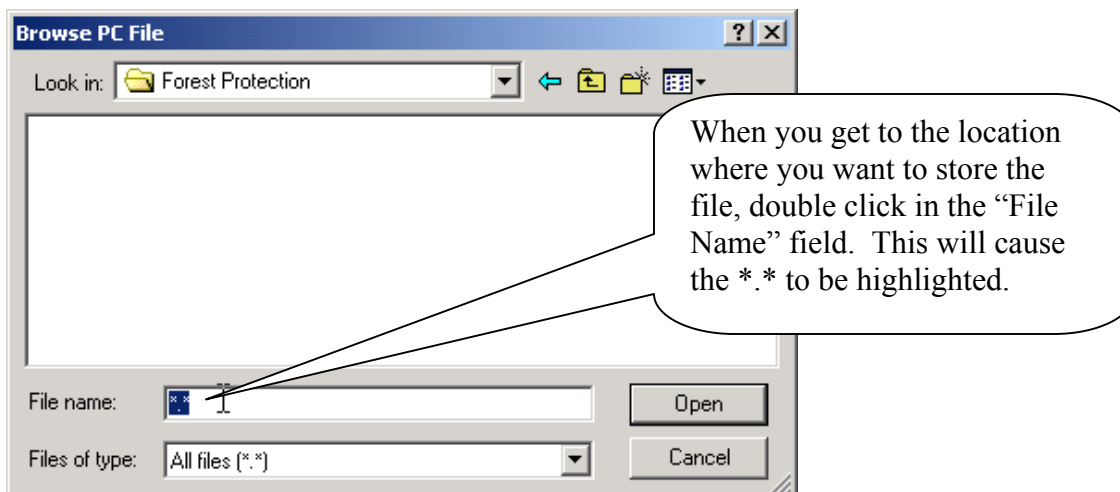 Browse PC File
Look in: Forest Protection
When you get to the location
where you want to store the
file, double click in the “File
Name” field.  This will cause
the *.* to be highlighted.
File name: *.* Open
Files of type: All files (*.*) Cancel